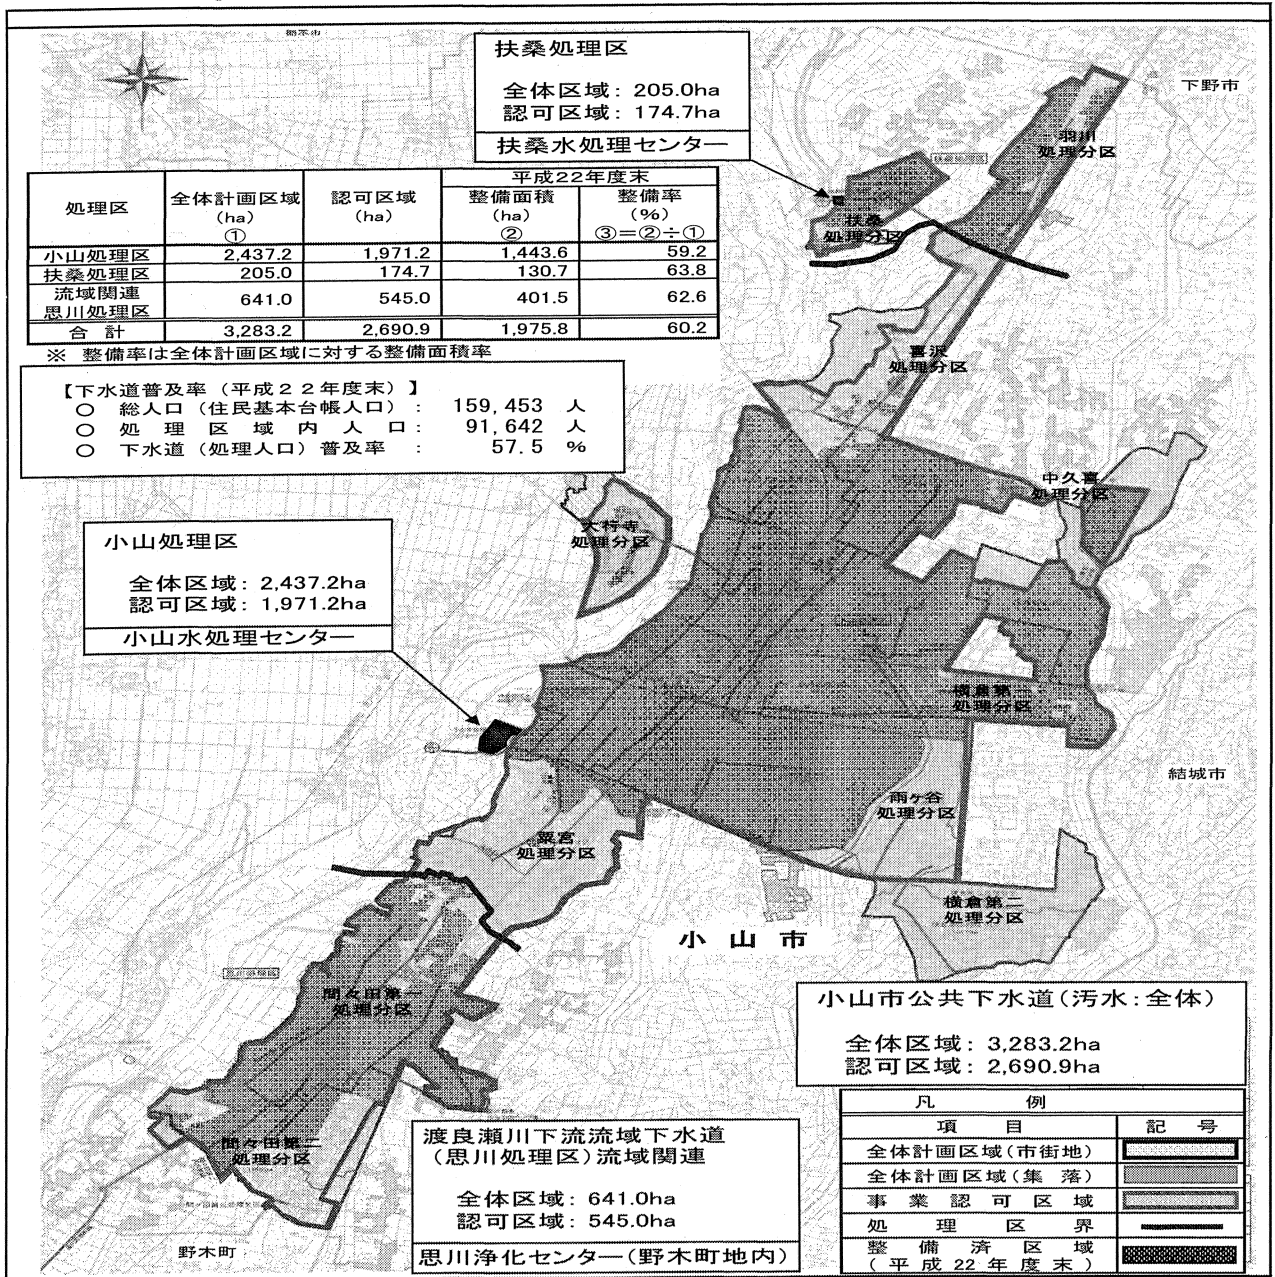 扶桑処理区
全体区域: 205.0ha
認可区域: 174.7ha
扶桑水処理センター
下野市
羽川
処理分区
扶桑
処理分区
処理区 全体計画区域 (ha) ① 認可区域 (ha) 平成22年度末 整備面積 (ha) ② 整備率 (%) ③=②÷①
小山処理区 2,437.2 1,971.2 1,443.6 59.2
扶桑処理区 205.0 174.7 130.7 63.8
流域関連
思川処理区 641.0 545.0 401.5 62.6
合 計 3,283.2 2,690.9 1,975.8 60.2
※ 整備率は全体計画区域に対する整備面積率
【下水道普及率（平成２２年度末）】
○ 総人口（住民基本台帳人口）: 159,453 人
○ 処理区域内人口: 91,642 人
○ 下水道（処理人口）普及率 : 57.5 %
喜沢
処理分区
中久喜
処理分区
大行寺
処理分区
小山処理区
全体区域: 2,437.2ha
認可区域: 1,971.2ha
小山水処理センター
横倉第一
処理分区
結城市
雨ヶ谷
処理分区
粟宮
処理分区
横倉第二
処理分区
小山市
間々田第一
処理分区
間々田第二
処理分区
野木町
小山市公共下水道(汚水:全体)
全体区域: 3,283.2ha
認可区域: 2,690.9ha
渡良瀬川下流流域下水道
(思川処理区)流域関連
全体区域: 641.0ha
認可区域: 545.0ha
思川浄化センター(野木町地内)
凡 例
項 目 記 号
全体計画区域(市街地)
全体計画区域(集 落)
事業認可区域
処理区界
整備済区域
(平成22年度末)